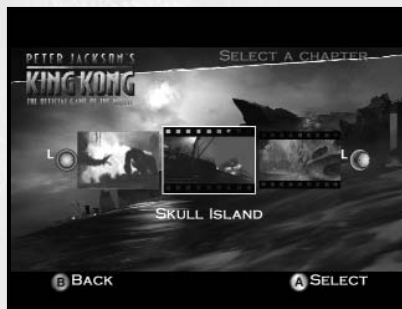 PETER JACKSON'S
KING KONG
THE OFFICIAL GAME OF THE MOVIE
SELECT A CHAPTER
L
L
SKULL ISLAND
B BACK
A SELECT